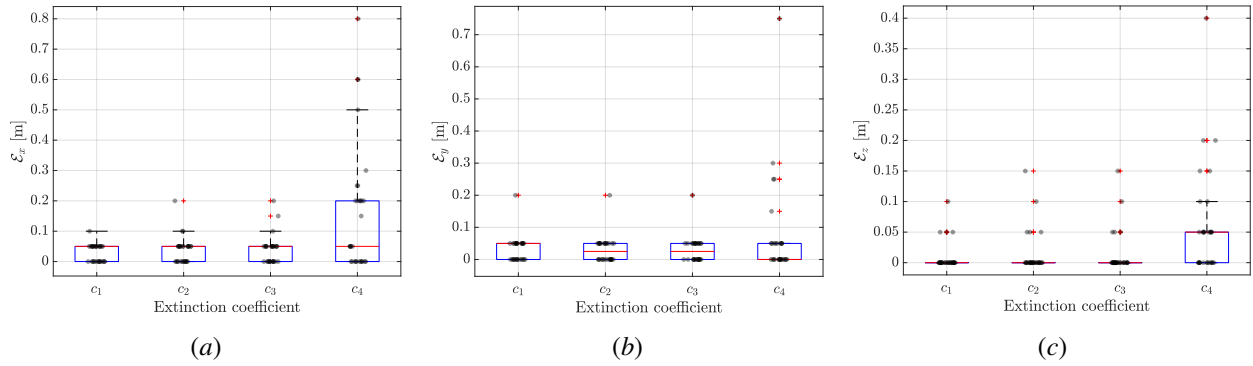 0.8
0.7
0.6
0.5
0.4
0.3
0.2
0.1
0
ℰx [m]
c1 c2 c3 c4
Extinction coefficient
(a)
0.7
0.6
0.5
0.4
0.3
0.2
0.1
0
ℰy [m]
c1 c2 c3 c4
Extinction coefficient
(b)
0.4
0.35
0.3
0.25
0.2
0.15
0.1
0.05
0
ℰz [m]
c1 c2 c3 c4
Extinction coefficient
(c)